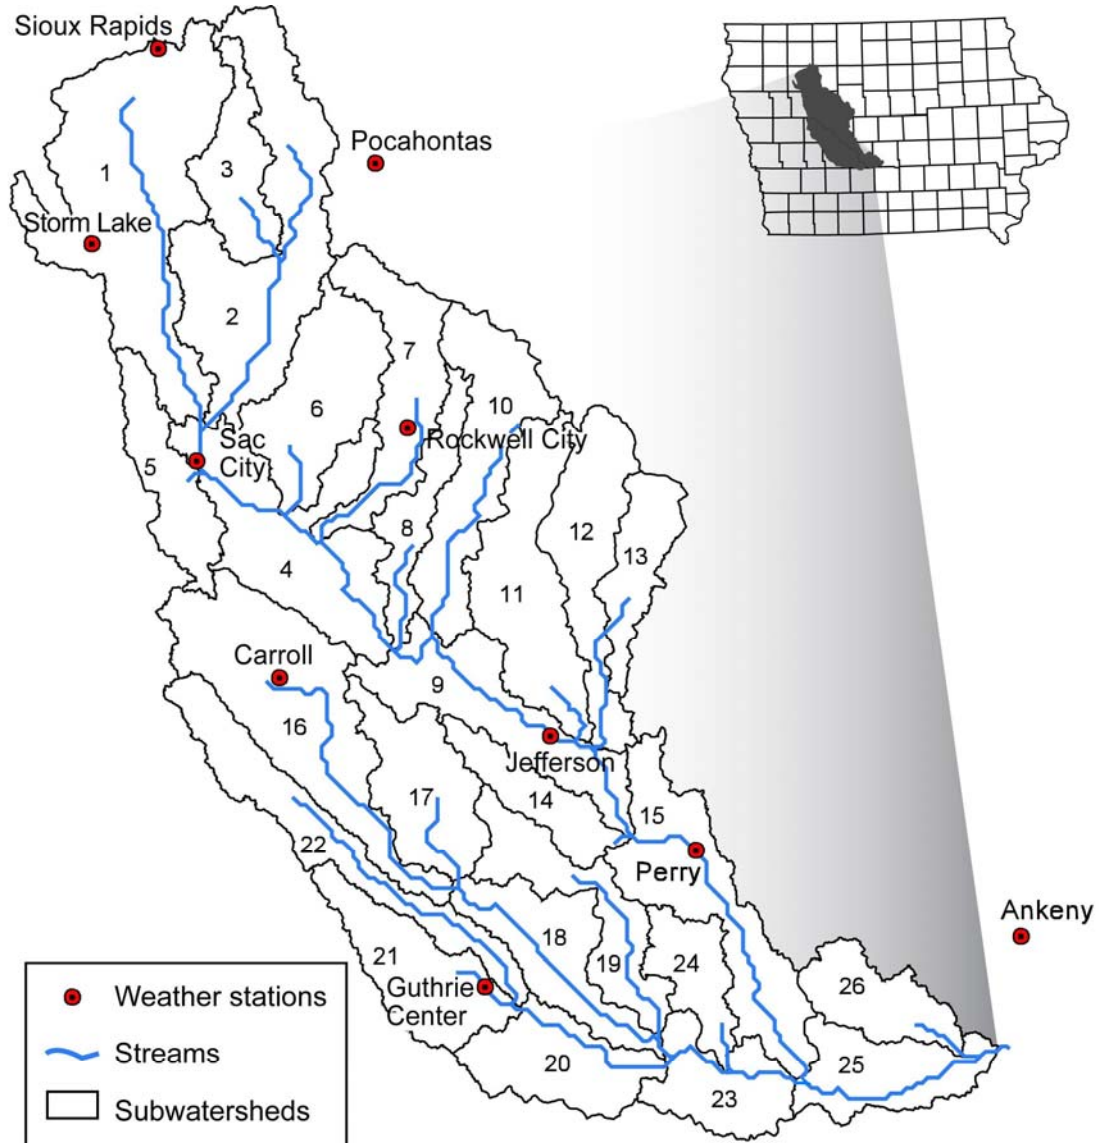 Sioux Rapids
Pocahontas
1
3
Storm Lake
2
7
6
10
Rockwell City
Sac
City
5
8
12
13
4
11
Carroll
9
16
Jefferson
14
17
15
22
Perry
Ankeny
18
19
24
21
26
Guthrie
Center
20
25
23
Weather stations
Streams
Subwatersheds